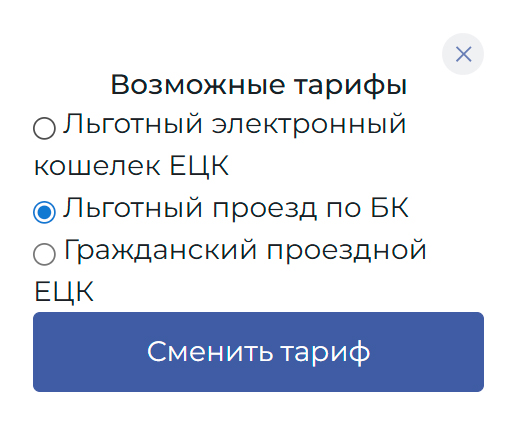 Возможные тарифы
Льготный электронный
кошелек ЕЦК
Льготный проезд по БК
Гражданский проездной
ЕЦК
Сменить тариф